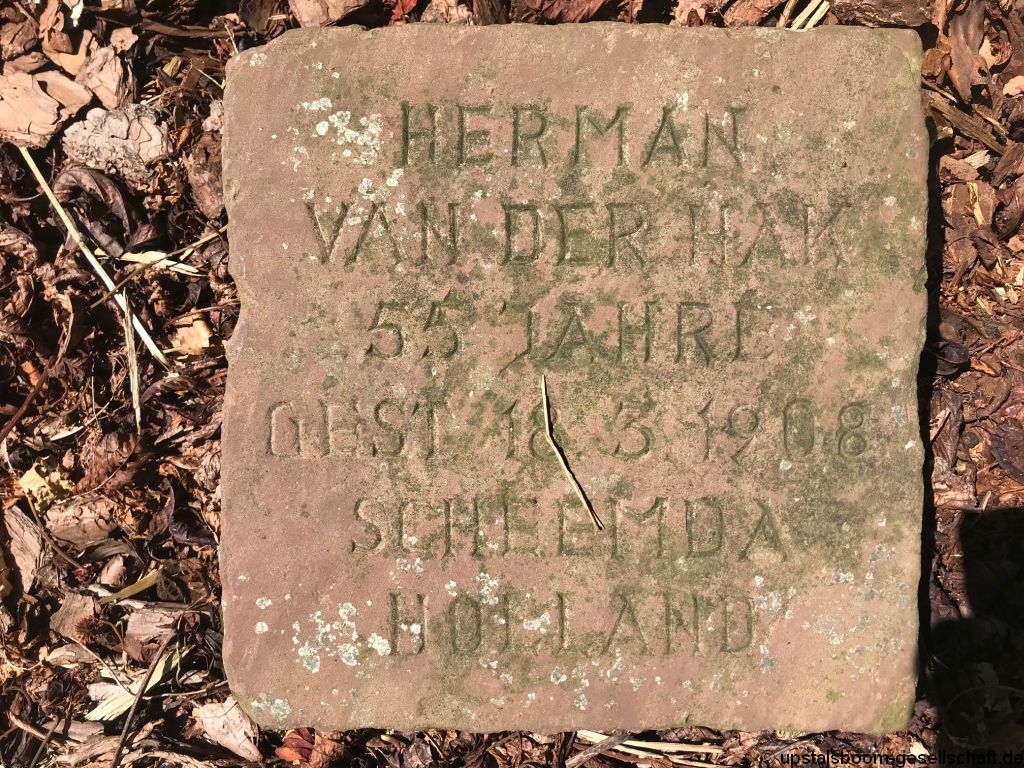 HERMAN
VAN DER HAK
55 JAHRE
GEST 18.3.1908
SCHEEMDA
HOLLAND
upstalsboomgesellschaft.de